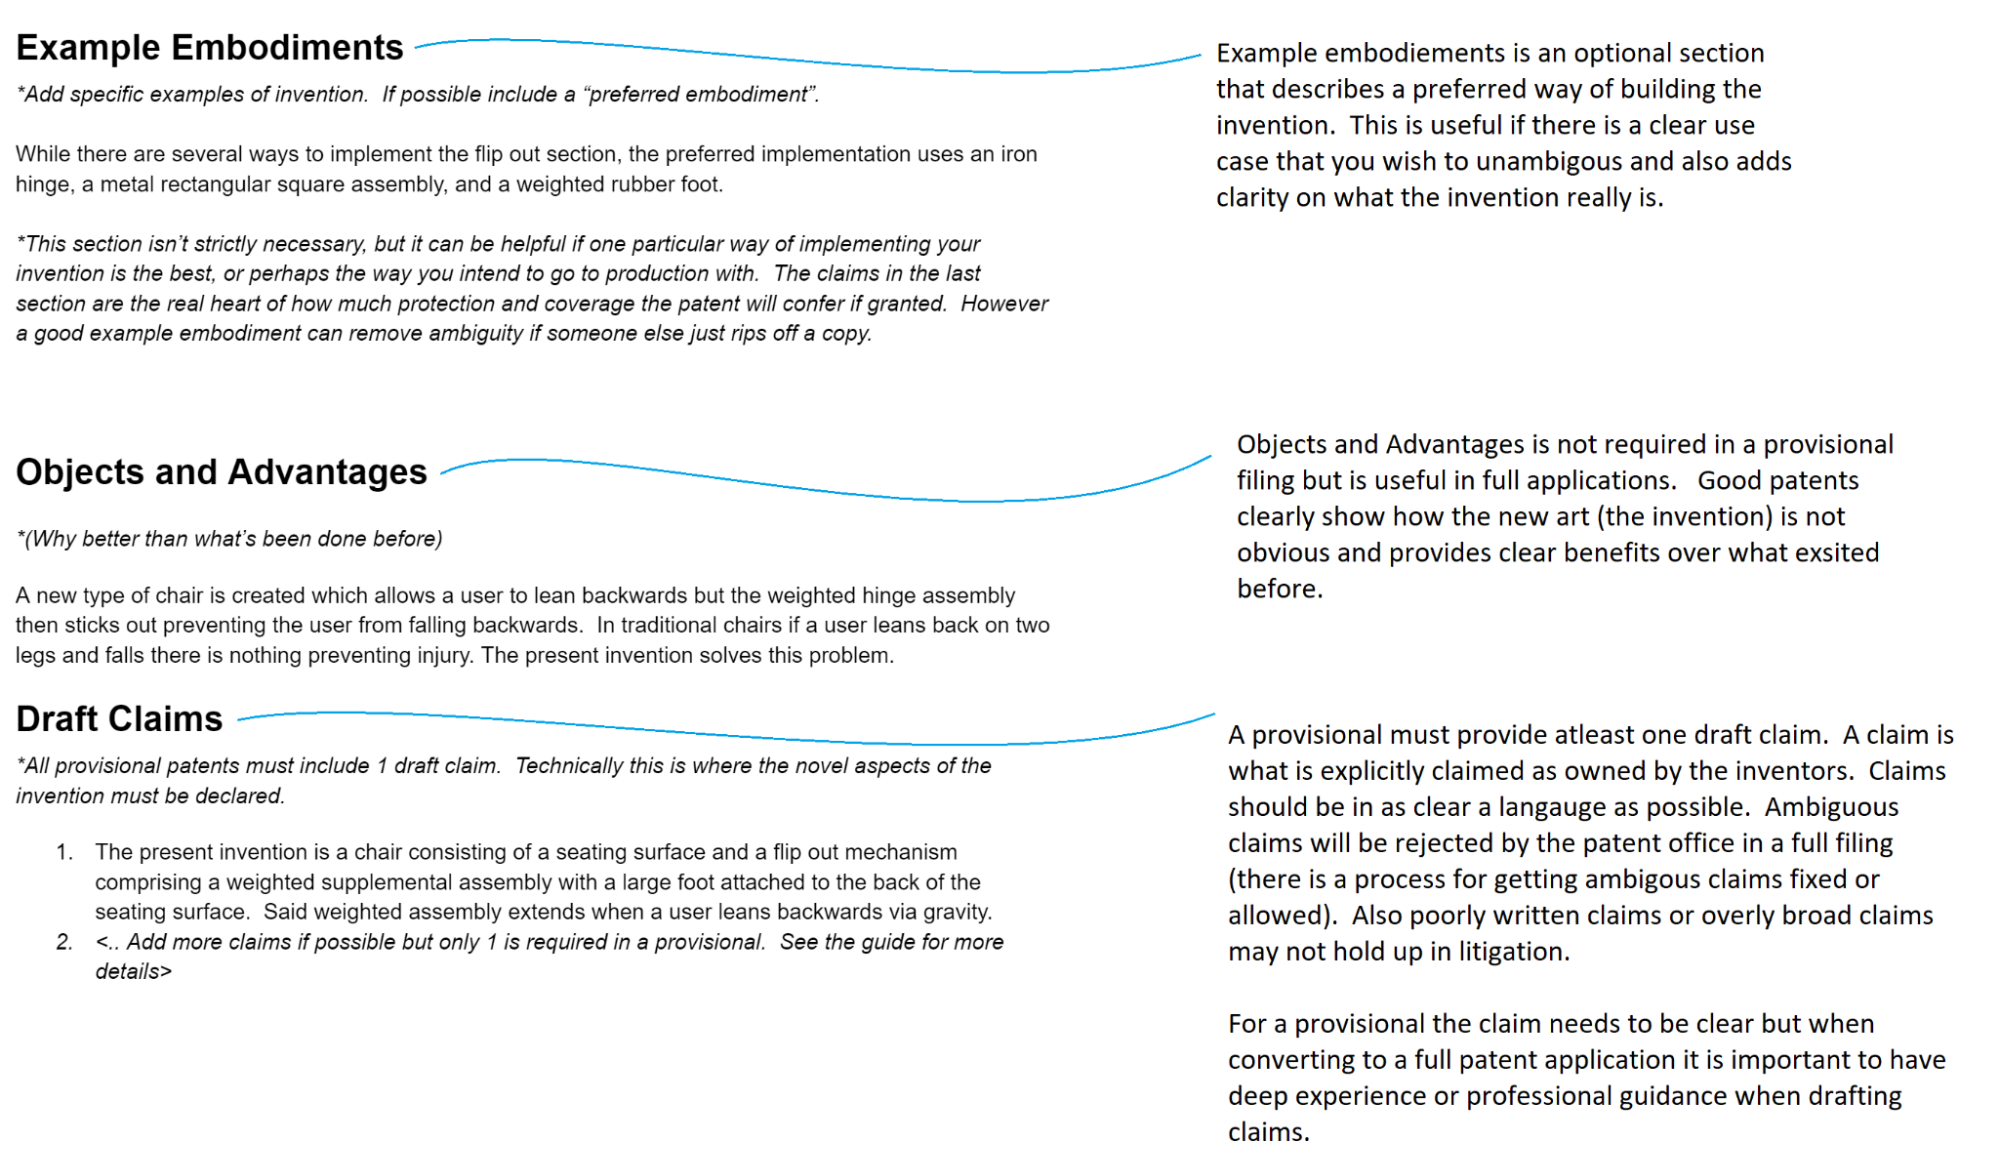 Example Embodiments
*Add specific examples of invention.  If possible include a “preferred embodiment”.
While there are several ways to implement the flip out section, the preferred implementation uses an iron
hinge, a metal rectangular square assembly, and a weighted rubber foot.
*This section isn’t strictly necessary, but it can be helpful if one particular way of implementing your
invention is the best, or perhaps the way you intend to go to production with.  The claims in the last
section are the real heart of how much protection and coverage the patent will confer if granted.  However
a good example embodiment can remove ambiguity if someone else just rips off a copy.
Example embodiements is an optional section
that describes a preferred way of building the
invention.  This is useful if there is a clear use
case that you wish to unambigous and also adds
clarity on what the invention really is.
Objects and Advantages
*(Why better than what’s been done before)
A new type of chair is created which allows a user to lean backwards but the weighted hinge assembly
then sticks out preventing the user from falling backwards.  In traditional chairs if a user leans back on two
legs and falls there is nothing preventing injury. The present invention solves this problem.
Objects and Advantages is not required in a provisional
filing but is useful in full applications.   Good patents
clearly show how the new art (the invention) is not
obvious and provides clear benefits over what exsited
before.
Draft Claims
*All provisional patents must include 1 draft claim.  Technically this is where the novel aspects of the
invention must be declared.
1. The present invention is a chair consisting of a seating surface and a flip out mechanism
comprising a weighted supplemental assembly with a large foot attached to the back of the
seating surface.  Said weighted assembly extends when a user leans backwards via gravity.
2. <.. Add more claims if possible but only 1 is required in a provisional.  See the guide for more
details>
A provisional must provide atleast one draft claim.  A claim is
what is explicitly claimed as owned by the inventors.  Claims
should be in as clear a langauge as possible.  Ambiguous
claims will be rejected by the patent office in a full filing
(there is a process for getting ambigous claims fixed or
allowed).  Also poorly written claims or overly broad claims
may not hold up in litigation.
For a provisional the claim needs to be clear but when
converting to a full patent application it is important to have
deep experience or professional guidance when drafting
claims.